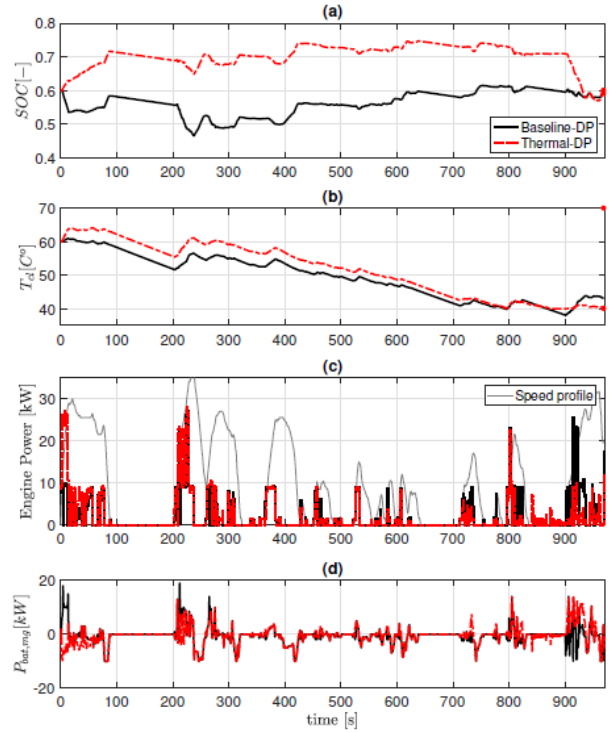 (a)
SOC[−]
0.8
0.7
0.6
0.5
0.4
Baseline-DP
Thermal-DP
0 100 200 300 400 500 600 700 800 900
(b)
T_cl[C°]
70
60
50
40
0 100 200 300 400 500 600 700 800 900
(c)
Engine Power [kW]
30
20
10
0
Speed profile
0 100 200 300 400 500 600 700 800 900
(d)
P_bat,mg[kW]
20
0
-20
0 100 200 300 400 500 600 700 800 900
time [s]